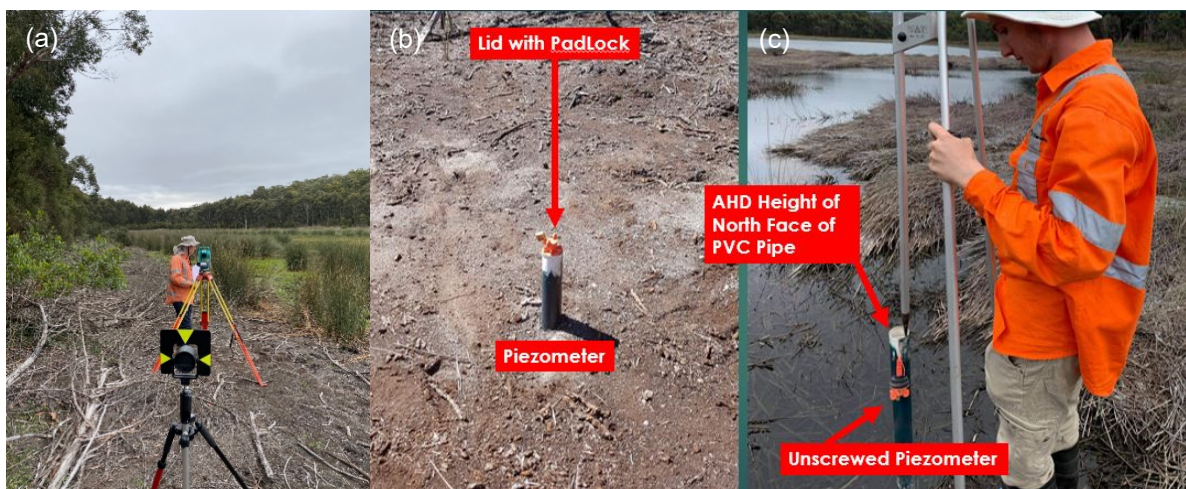 (a)
(b)
Lid with PadLock
Piezometer
(c)
AHD Height of
North Face of
PVC Pipe
Unscrewed Piezometer